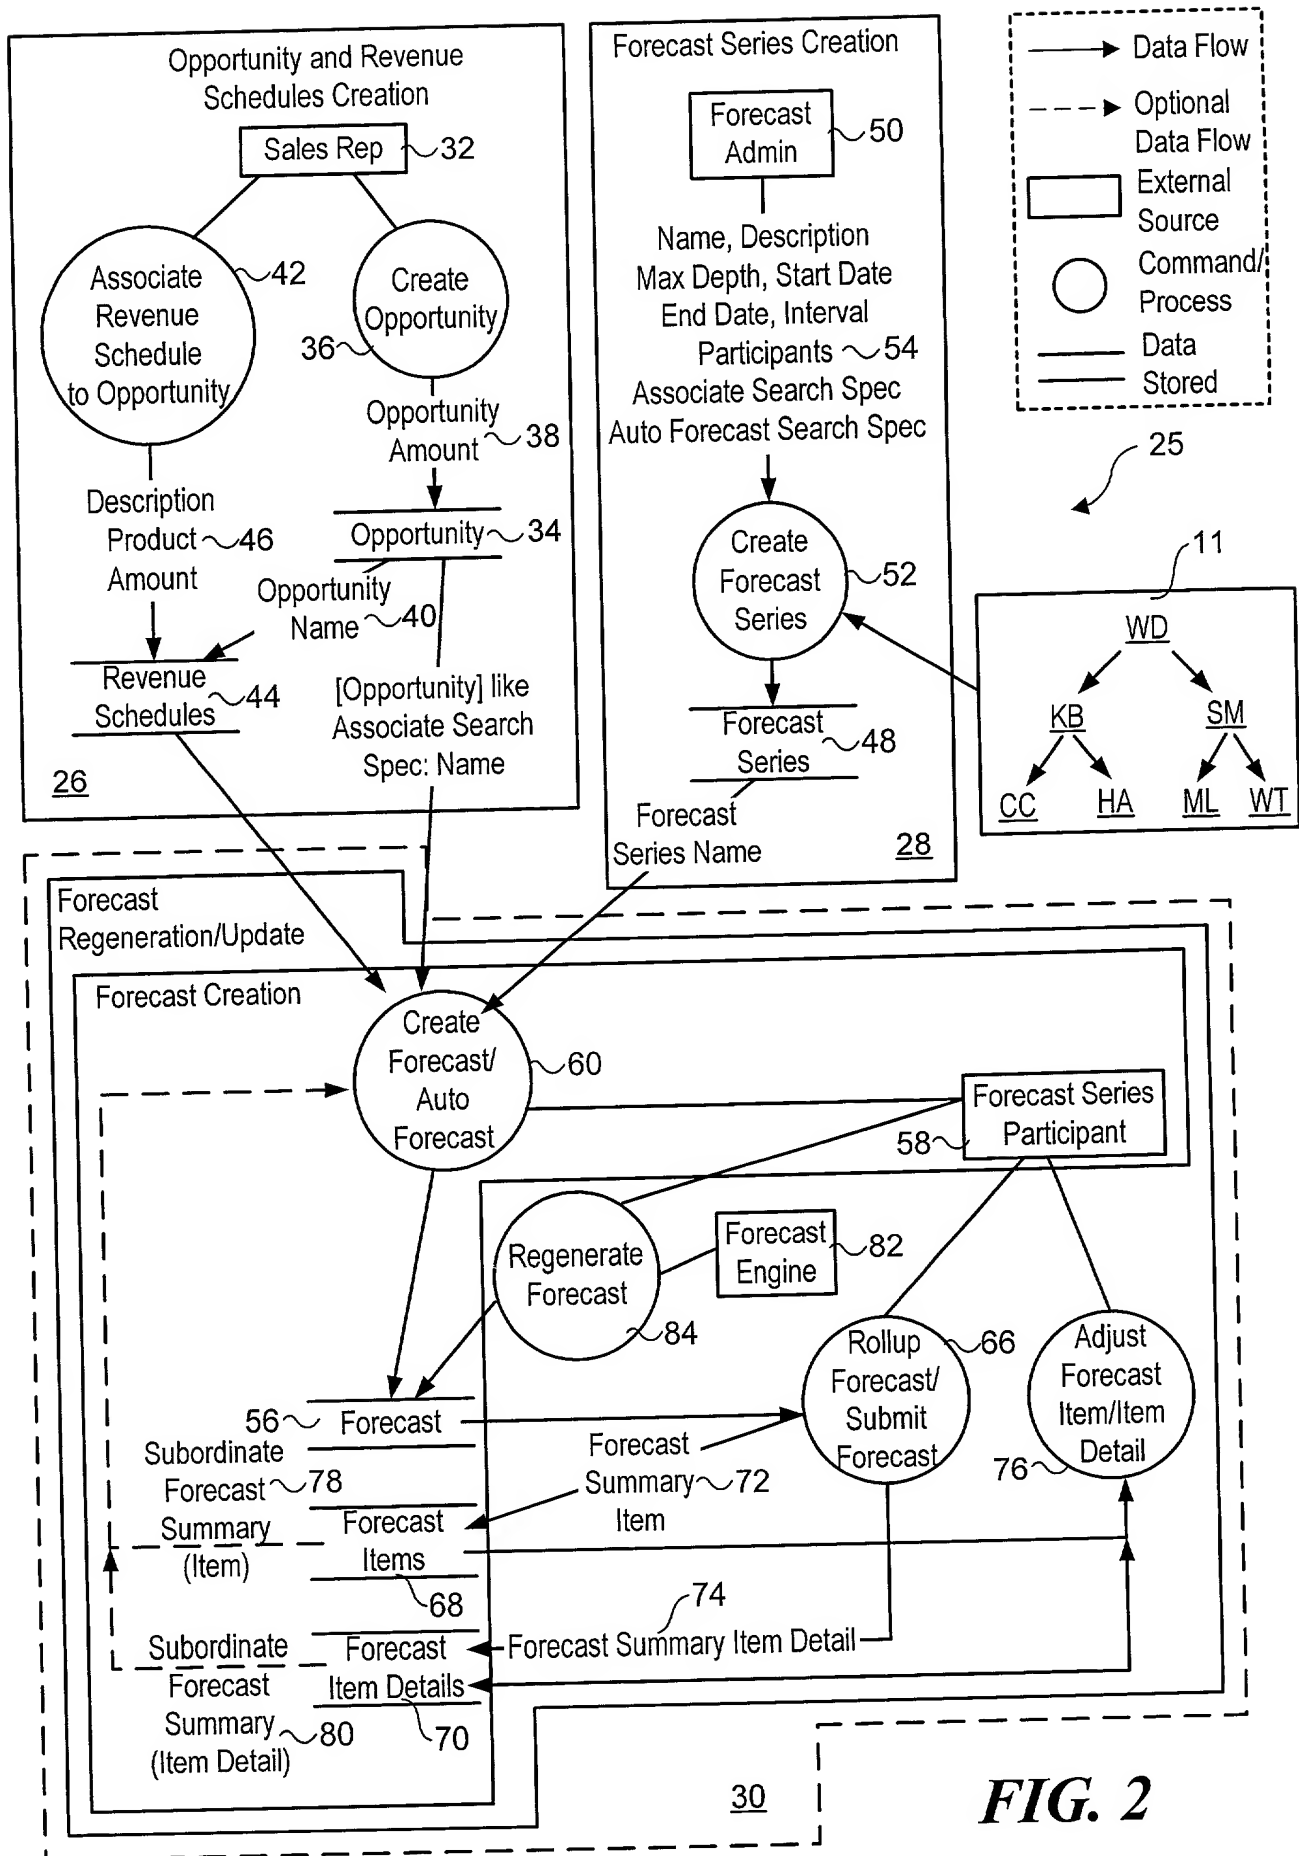 Opportunity and Revenue
Schedules Creation
Sales Rep
32
Associate
Revenue
Schedule
to Opportunity
42
Create
Opportunity
36
Opportunity
Amount
38
Description
Product
Amount
46
Opportunity
34
Opportunity
Name
40
Revenue
Schedules
44
[Opportunity] like
Associate Search
Spec: Name
26
Forecast Series Creation
Forecast
Admin
50
Name, Description
Max Depth, Start Date
End Date, Interval
Participants
54
Associate Search Spec
Auto Forecast Search Spec
Create
Forecast
Series
52
Forecast
Series
48
Forecast
Series Name
28
Data Flow
Optional
Data Flow
External
Source
Command/
Process
Data
Stored
25
11
WD
KB
SM
CC
HA
ML
WT
Forecast
Regeneration/Update
Forecast Creation
Create
Forecast/
Auto
Forecast
60
Forecast Series
Participant
58
Regenerate
Forecast
84
Forecast
Engine
82
Rollup
Forecast/
Submit
Forecast
66
Adjust
Forecast
Item/Item
Detail
76
56
Forecast
Subordinate
Forecast
Summary
(Item)
78
Forecast
Summary
Item
72
Forecast
Items
68
74
Forecast Summary Item Detail
Subordinate
Forecast
Summary
(Item Detail)
80
Forecast
Item Details
70
30
FIG. 2